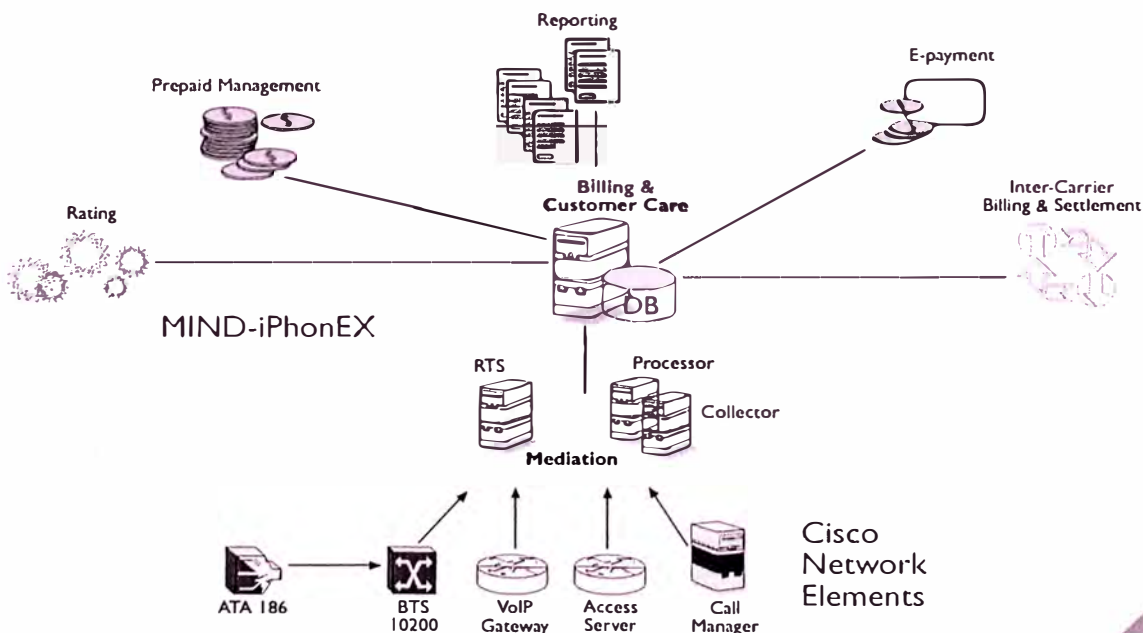 Reporting
E-payment
Prepaid Management
Billing &
Customer Care
Inter-Carrier
Billing & Settlement
Rating
DB
MIND-iPhonEX
RTS
Processor
Collector
Mediation
Cisco
Network
Elements
ATA 186
BTS
10200
VoIP
Gateway
Access
Server
Call
Manager